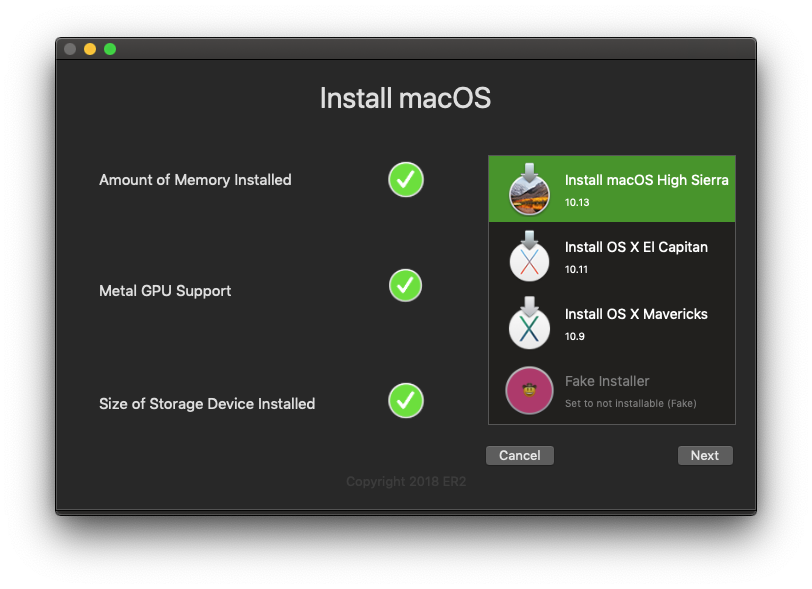 Install macOS
Amount of Memory Installed
Metal GPU Support
Size of Storage Device Installed
Install macOS High Sierra
10.13
Install OS X El Capitan
10.11
Install OS X Mavericks
10.9
Fake Installer
Set to not installable (Fake)
Cancel
Next
Copyright 2018 ER2